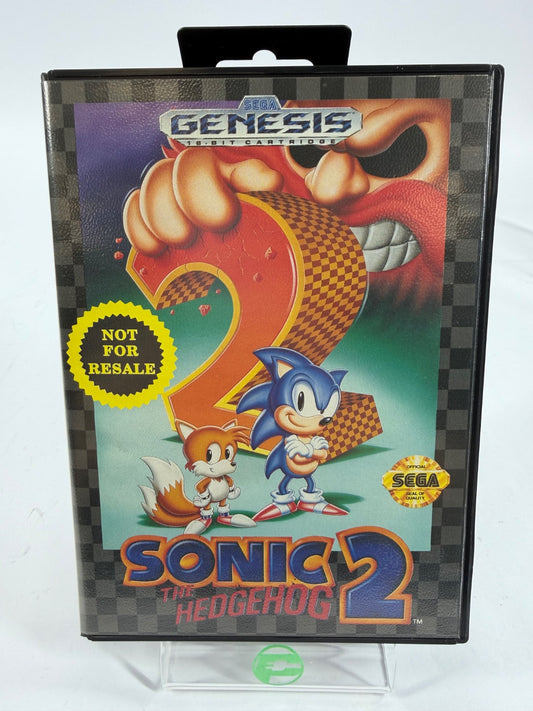 SEGA
GENESIS
16-BIT CARTRIDGE
NOT
FOR
RESALE
OFFICIAL
SEGA
SEAL OF
QUALITY
SONIC
THE
HEDGEHOG
2
TM